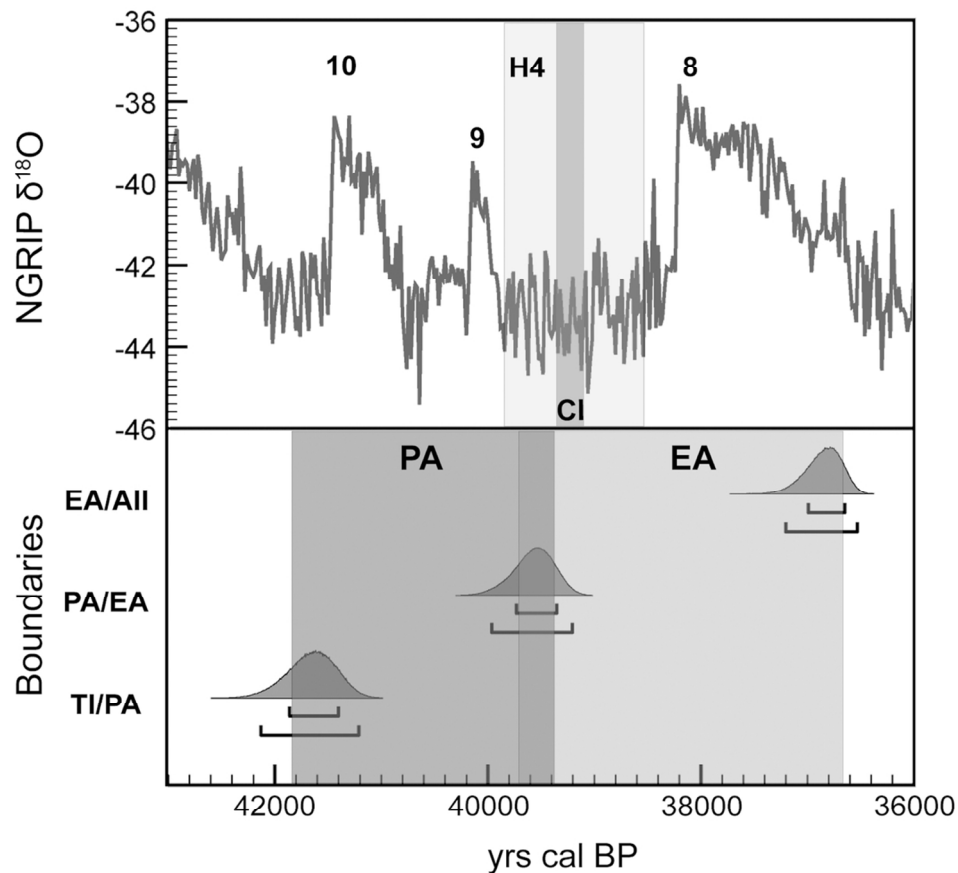 -36
10
H4
8
-38
9
-40
-42
-44
CI
-46
NGRIP δ¹⁸O
PA
EA
EA/AII
PA/EA
TI/PA
Boundaries
42000
40000
38000
36000
yrs cal BP